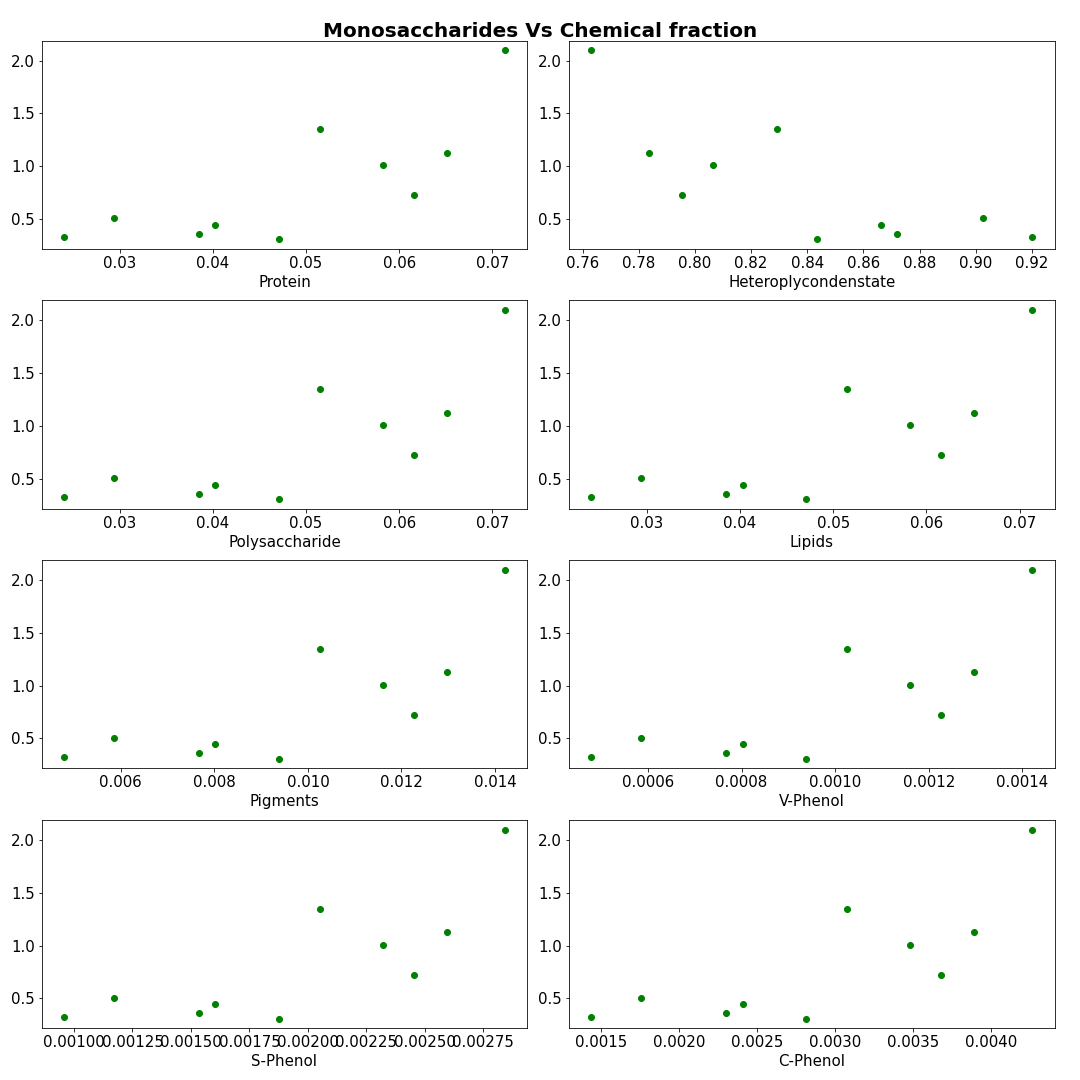 Monosaccharides Vs Chemical fraction
2.0
1.5
1.0
0.5
0.03 0.04 0.05 0.06 0.07
Protein
2.0
1.5
1.0
0.5
0.76 0.78 0.80 0.82 0.84 0.86 0.88 0.90 0.92
Heteroplycondenstate
2.0
1.5
1.0
0.5
0.03 0.04 0.05 0.06 0.07
Polysaccharide
2.0
1.5
1.0
0.5
0.03 0.04 0.05 0.06 0.07
Lipids
2.0
1.5
1.0
0.5
0.006 0.008 0.010 0.012 0.014
Pigments
2.0
1.5
1.0
0.5
0.0006 0.0008 0.0010 0.0012 0.0014
V-Phenol
2.0
1.5
1.0
0.5
0.00100 0.00125 0.00150 0.00175 0.00200 0.00225 0.00250 0.00275
S-Phenol
2.0
1.5
1.0
0.5
0.0015 0.0020 0.0025 0.0030 0.0035 0.0040
C-Phenol